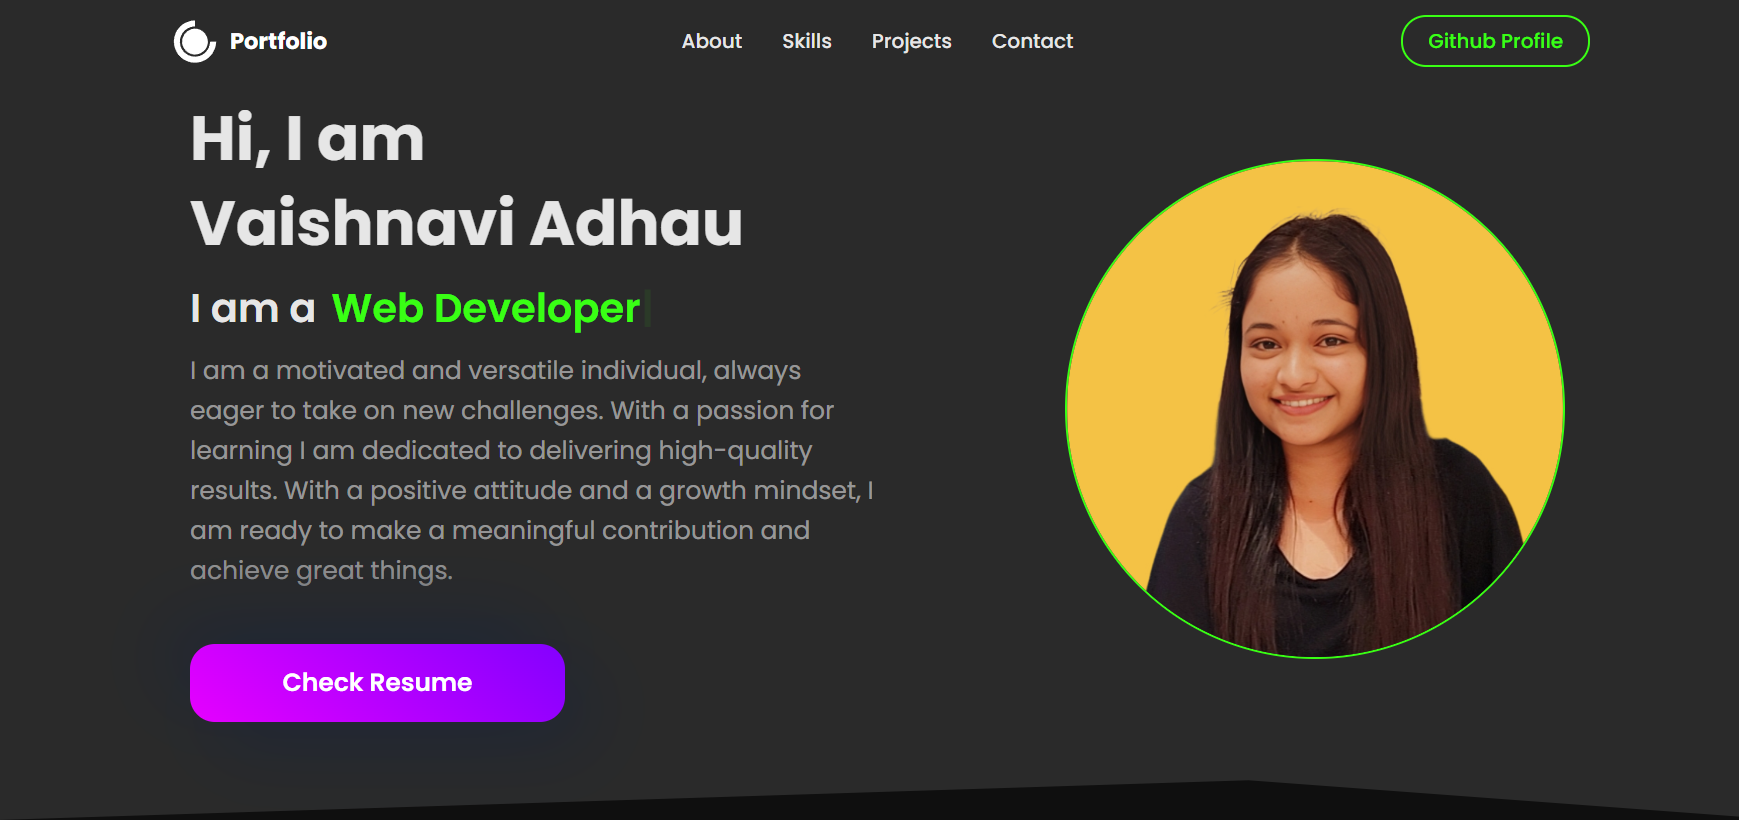 Portfolio
About
Skills
Projects
Contact
Github Profile
Hi, I am
Vaishnavi Adhau
I am a Web Developer
I am a motivated and versatile individual, always
eager to take on new challenges. With a passion for
learning I am dedicated to delivering high-quality
results. With a positive attitude and a growth mindset, I
am ready to make a meaningful contribution and
achieve great things.
Check Resume